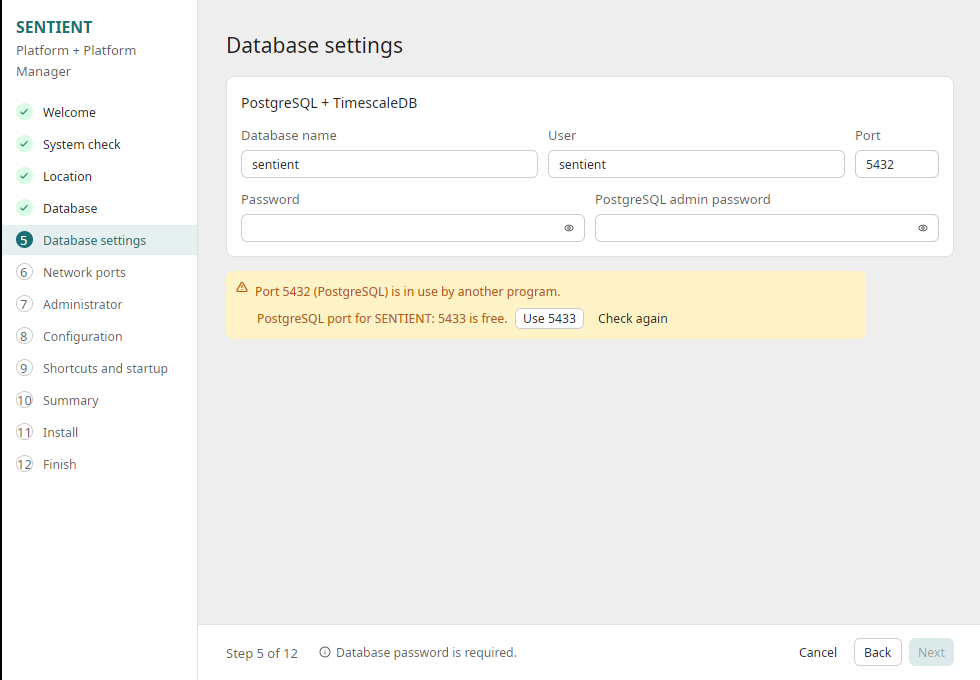 SENTIENT
Platform + Platform
Manager
Welcome
System check
Location
Database
5 Database settings
6 Network ports
7 Administrator
8 Configuration
9 Shortcuts and startup
10 Summary
11 Install
12 Finish
Database settings
PostgreSQL + TimescaleDB
Database name User Port
sentient sentient 5432
Password PostgreSQL admin password
Port 5432 (PostgreSQL) is in use by another program.
PostgreSQL port for SENTIENT: 5433 is free. Use 5433 Check again
Step 5 of 12 Database password is required. Cancel Back Next